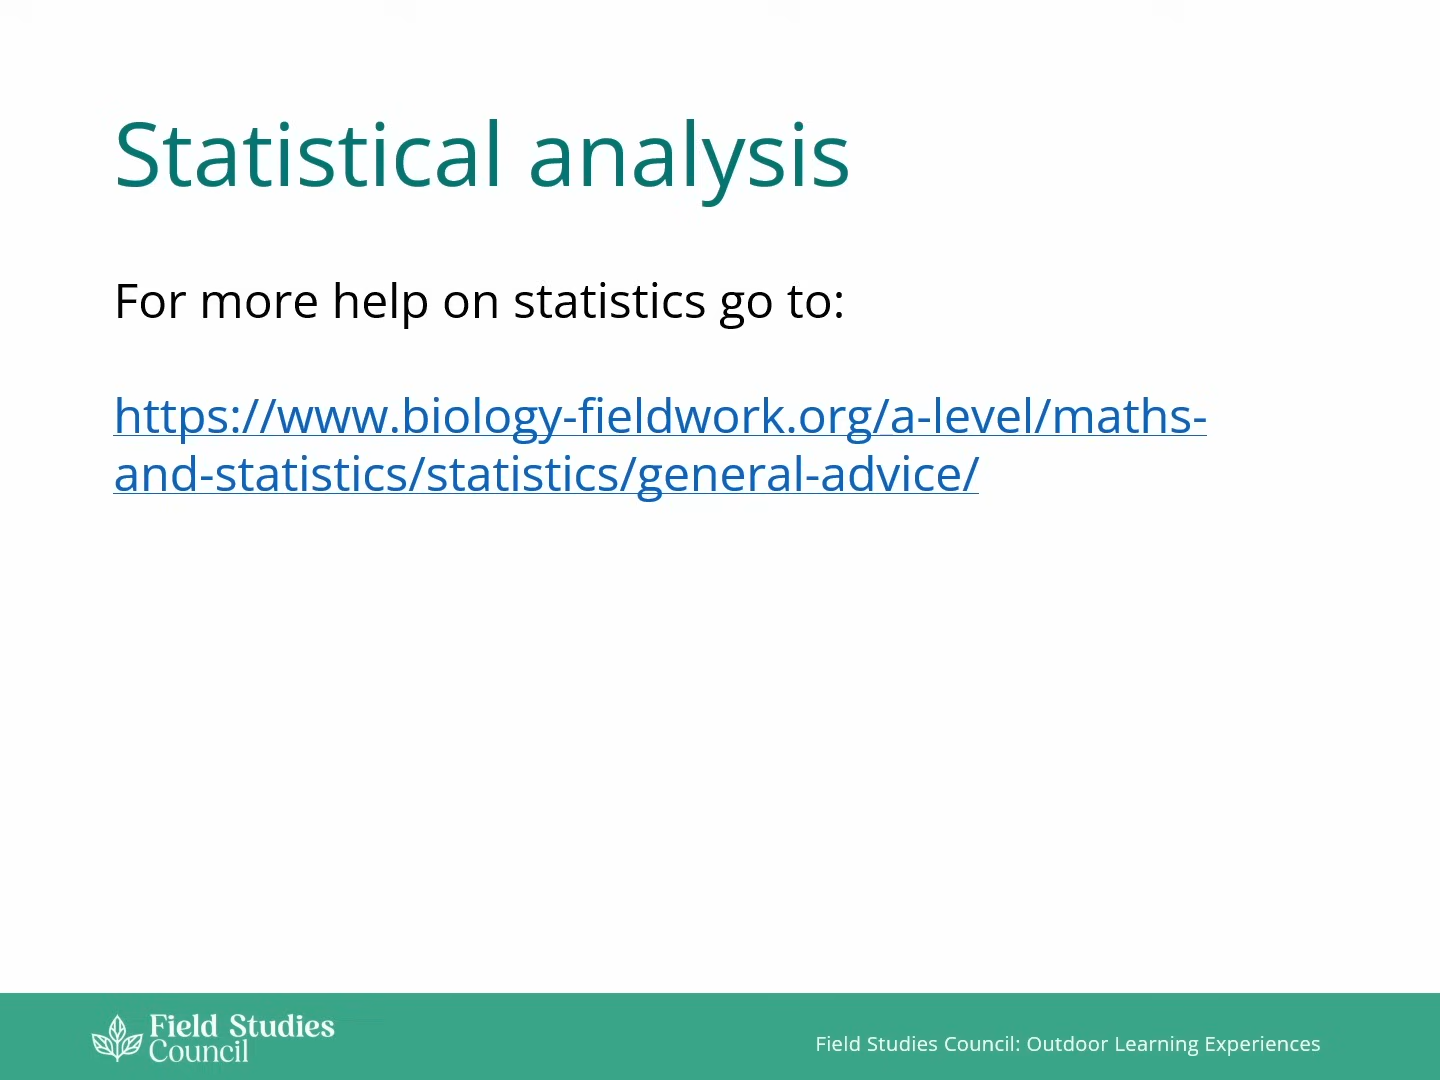 Statistical analysis
For more help on statistics go to:
https://www.biology-fieldwork.org/a-level/maths-
and-statistics/statistics/general-advice/
Field Studies
Council
Field Studies Council: Outdoor Learning Experiences